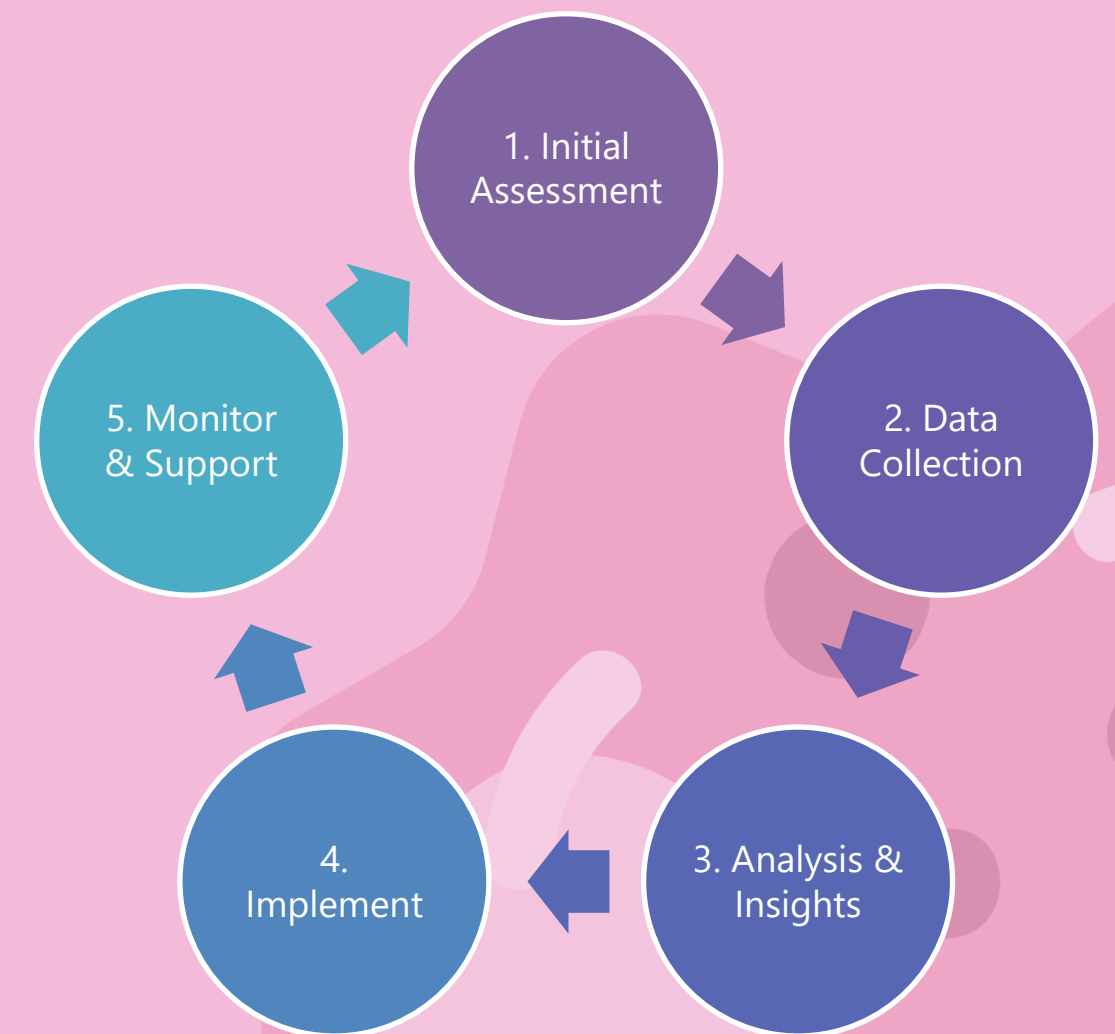 1. Initial
Assessment
2. Data
Collection
3. Analysis &
Insights
4.
Implement
5. Monitor
& Support